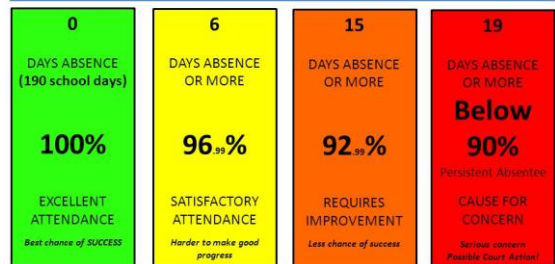 0
DAYS ABSENCE
(190 school days)
100%
EXCELLENT
ATTENDANCE
Best chance of SUCCESS
6
DAYS ABSENCE
OR MORE
96.99%
SATISFACTORY
ATTENDANCE
Harder to make good
progress
15
DAYS ABSENCE
OR MORE
92.99%
REQUIRES
IMPROVEMENT
Less chance of success
19
DAYS ABSENCE
OR MORE
Below
90%
Persistent Absentee
CAUSE FOR
CONCERN
Serious concern
Possible Court Action!